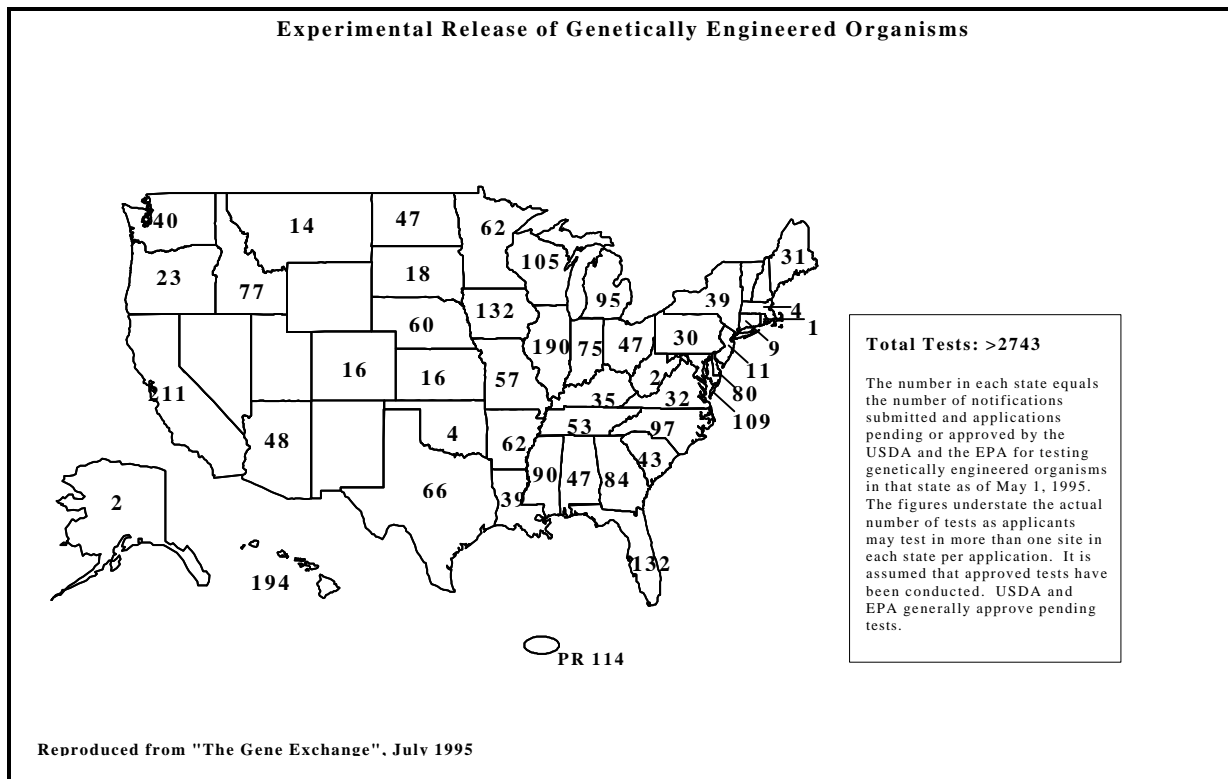 Experimental Release of Genetically Engineered Organisms
40
14
47
62
31
105
23
18
77
95
39
4
132
1
60
190
75
47
30
9
11
16
16
57
2
80
211
35
32
109
48
4
62
53
97
43
90
47
84
66
39
2
132
194
PR 114
Total Tests: >2743
The number in each state equals
the number of notifications
submitted and applications
pending or approved by the
USDA and the EPA for testing
genetically engineered organisms
in that state as of May 1, 1995.
The figures understate the actual
number of tests as applicants
may test in more than one site in
each state per application. It is
assumed that approved tests have
been conducted. USDA and
EPA generally approve pending
tests.
Reproduced from "The Gene Exchange", July 1995